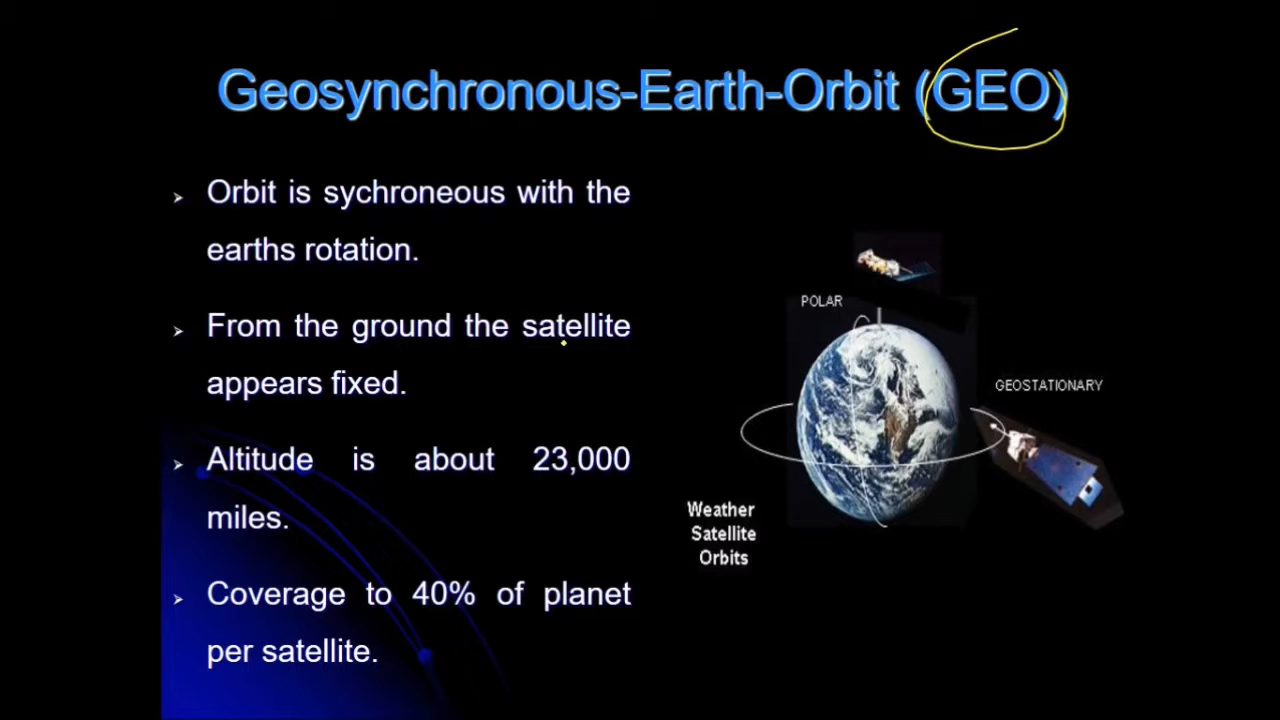 Geosynchronous-Earth-Orbit (GEO)
Orbit is sychroneous with the
earths rotation.
From the ground the satellite
appears fixed.
Altitude is about 23,000
miles.
Coverage to 40% of planet
per satellite.
POLAR
GEOSTATIONARY
Weather
Satellite
Orbits